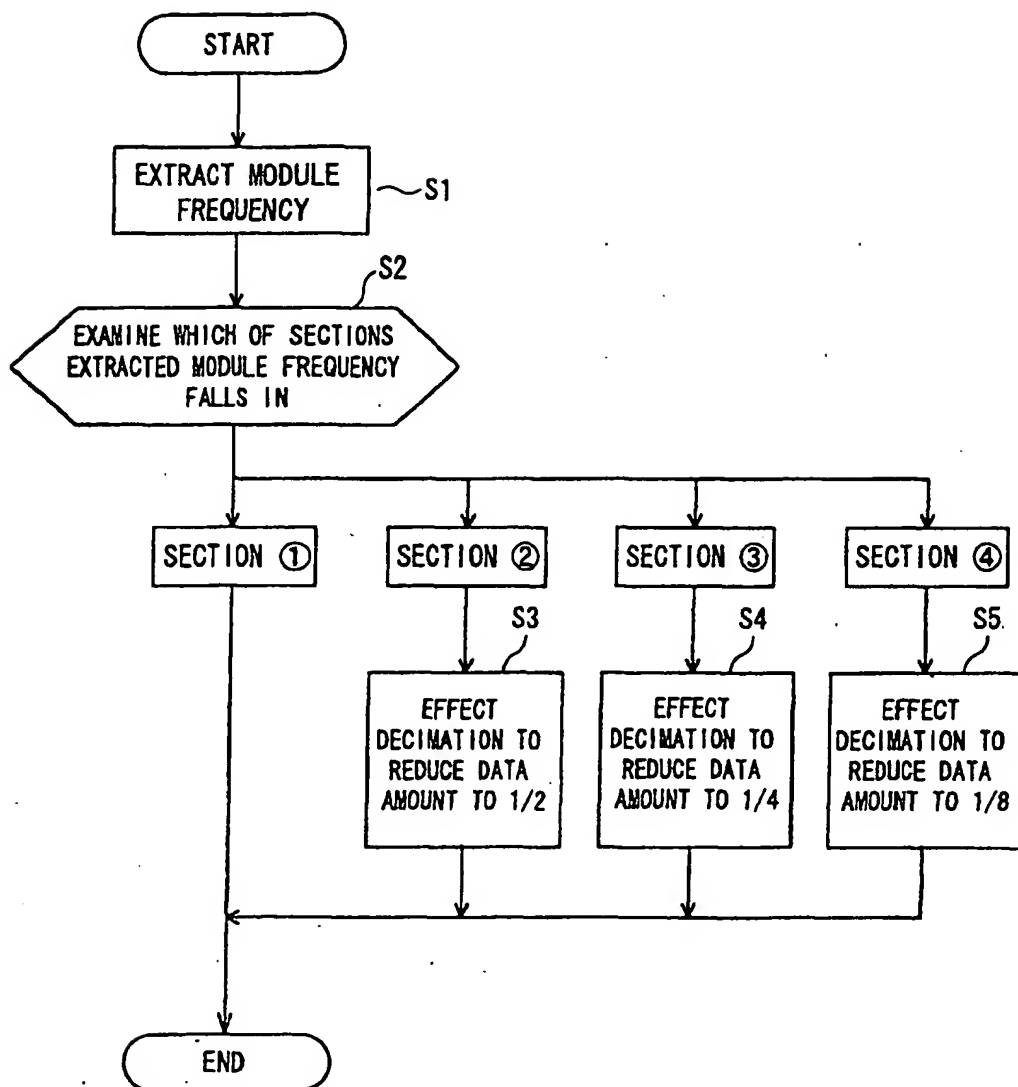 START
EXTRACT MODULE
FREQUENCY
S1
S2
EXAMINE WHICH OF SECTIONS
EXTRACTED MODULE FREQUENCY
FALLS IN
SECTION ①
SECTION ②
SECTION ③
SECTION ④
S3
S4
S5
EFFECT
DECIMATION TO
REDUCE DATA
AMOUNT TO 1/2
EFFECT
DECIMATION TO
REDUCE DATA
AMOUNT TO 1/4
EFFECT
DECIMATION TO
REDUCE DATA
AMOUNT TO 1/8
END